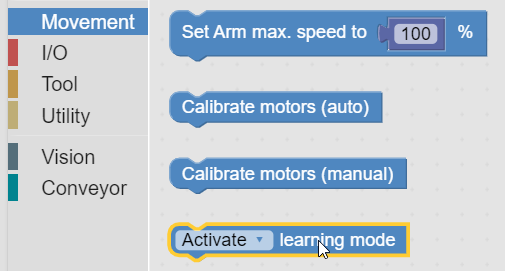 Movement
I/O
Tool
Utility
Vision
Conveyor
Set Arm max. speed to 100 %
Calibrate motors (auto)
Calibrate motors (manual)
Activate ▾ learning mode